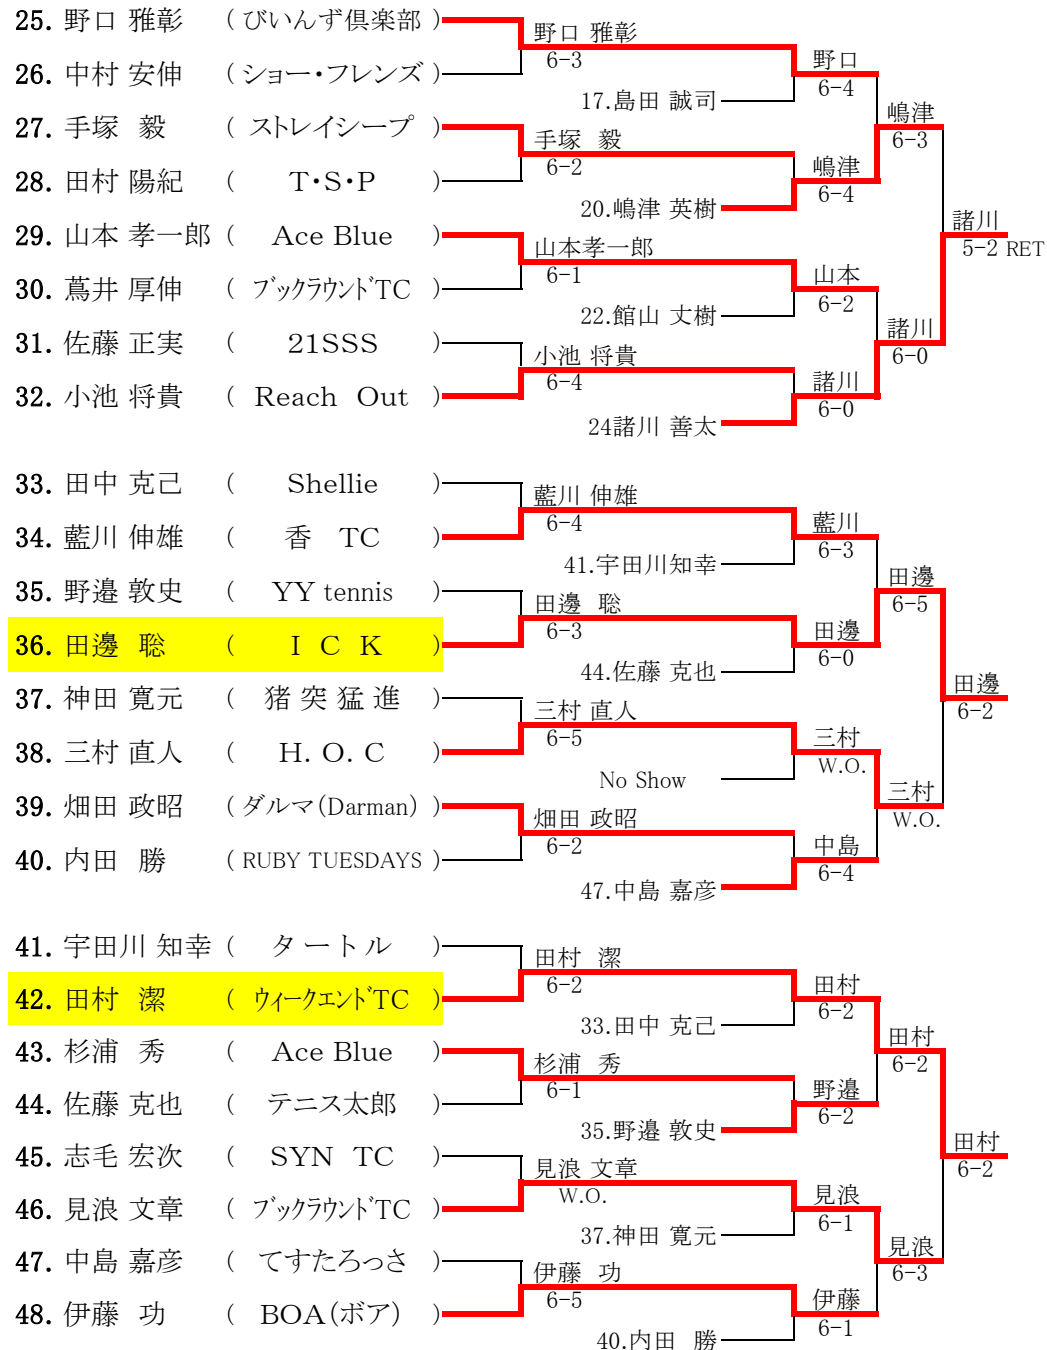 25. 野口 雅彰 ( びいんず倶楽部 )
野口 雅彰
6-3
野口
26. 中村 安伸 ( ショー・フレンズ )
6-4
17.島田 誠司
嶋津
27. 手塚 毅 ( ストレイシープ )
手塚 毅
6-3
6-2
嶋津
28. 田村 陽紀 ( T・S・P )
6-4
20.嶋津 英樹
諸川
29. 山本 孝一郎 ( Ace Blue )
山本孝一郎
5-2 RET
6-1
山本
30. 蔦井 厚伸 ( ブックラウンドTC )
6-2
22.館山 丈樹
諸川
31. 佐藤 正実 ( 21SSS )
小池 将貴
6-0
6-4
諸川
32. 小池 将貴 ( Reach Out )
6-0
24諸川 善太
33. 田中 克己 ( Shellie )
藍川 伸雄
6-4
藍川
34. 藍川 伸雄 ( 香 TC )
6-3
41.宇田川知幸
田邊
35. 野邉 敦史 ( YY tennis )
田邊 聡
6-5
6-3
田邊
36. 田邊 聡 ( I C K )
6-0
44.佐藤 克也
田邊
37. 神田 寛元 ( 猪 突 猛 進 )
三村 直人
6-2
6-5
三村
38. 三村 直人 ( H. O. C )
W.O.
No Show
三村
39. 畑田 政昭 ( ダルマ(Darman) )
畑田 政昭
W.O.
6-2
中島
40. 内田 勝 ( RUBY TUESDAYS )
6-4
47.中島 嘉彦
41. 宇田川 知幸 ( タートル )
田村 潔
6-2
田村
42. 田村 潔 ( ウィークエンドTC )
6-2
33.田中 克己
田村
43. 杉浦 秀 ( Ace Blue )
杉浦 秀
6-2
6-1
野邉
44. 佐藤 克也 ( テニス太郎 )
6-2
35.野邉 敦史
田村
45. 志毛 宏次 ( SYN TC )
見浪 文章
6-2
W.O.
見浪
46. 見浪 文章 ( ブックラウンドTC )
6-1
37.神田 寛元
見浪
47. 中島 嘉彦 ( てすたろっさ )
伊藤 功
6-3
6-5
伊藤
48. 伊藤 功 ( BOA(ボア) )
6-1
40.内田 勝